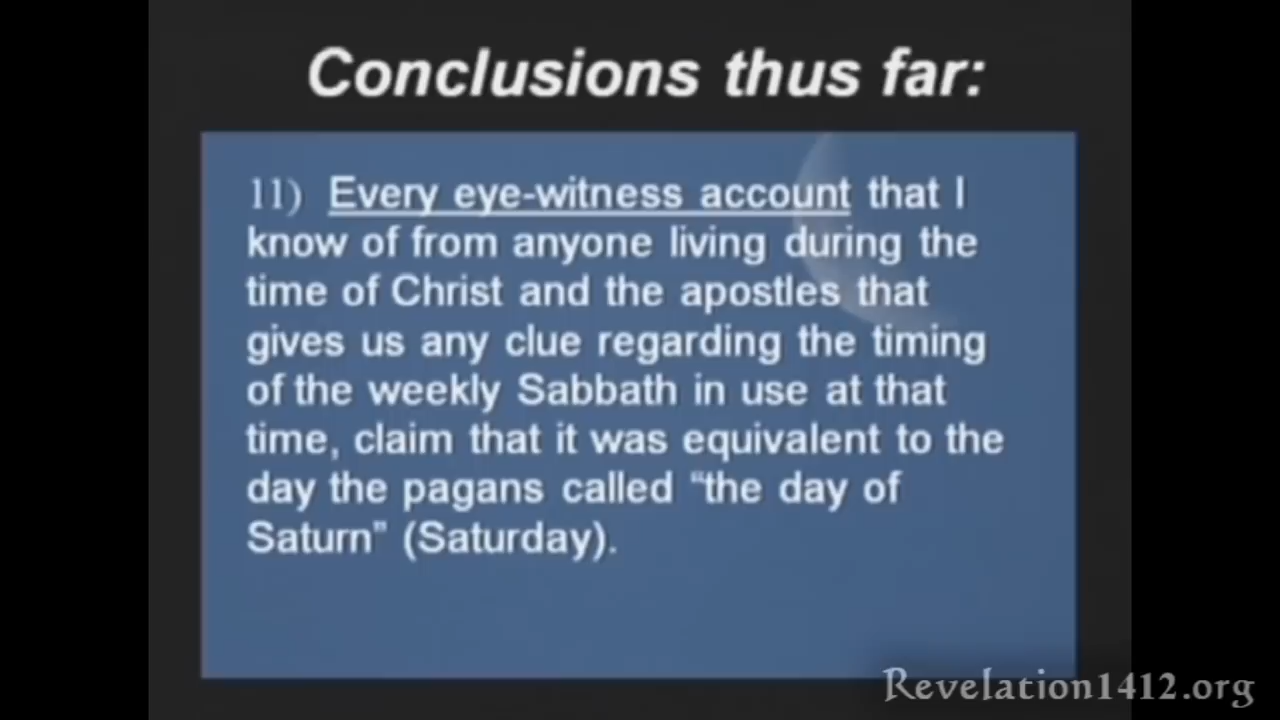 Conclusions thus far:
11) Every eye-witness account that I
know of from anyone living during the
time of Christ and the apostles that
gives us any clue regarding the timing
of the weekly Sabbath in use at that
time, claim that it was equivalent to the
day the pagans called “the day of
Saturn” (Saturday).
Revelation1412.org